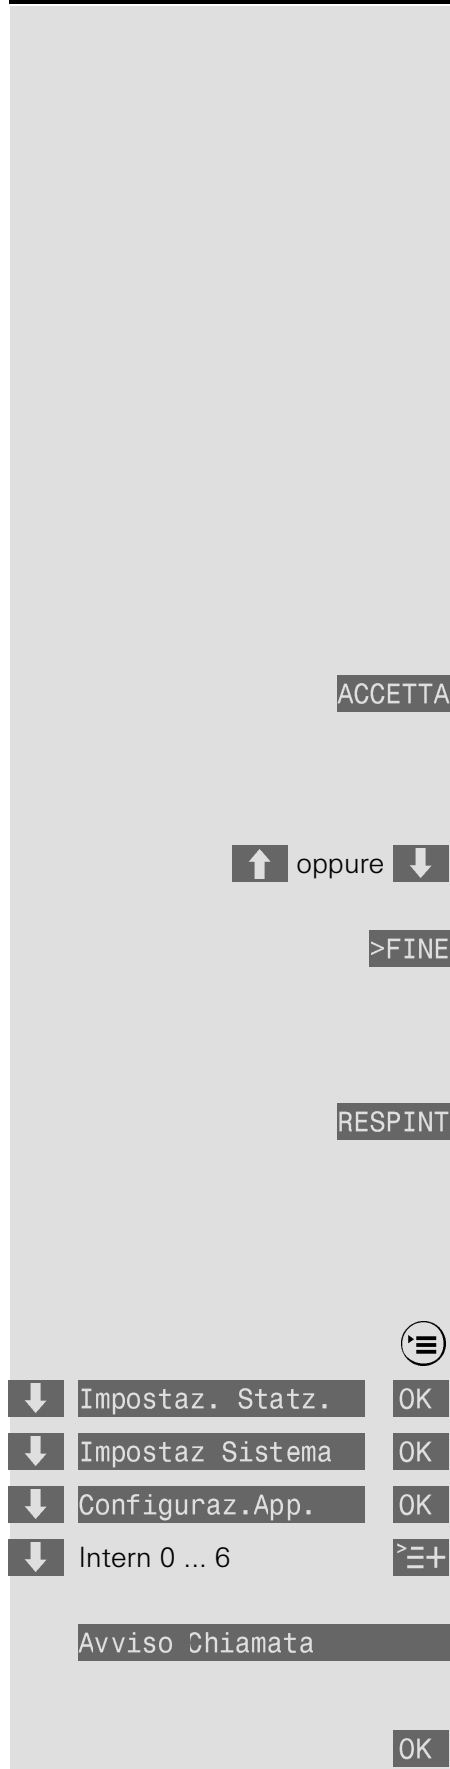 ACCETTA
oppure
>FINE
RESPINT
Impostaz. Statz. OK
Impostaz Sistema OK
Configuraz.App. OK
Intern 0 ... 6
Avviso Chiamata
OK